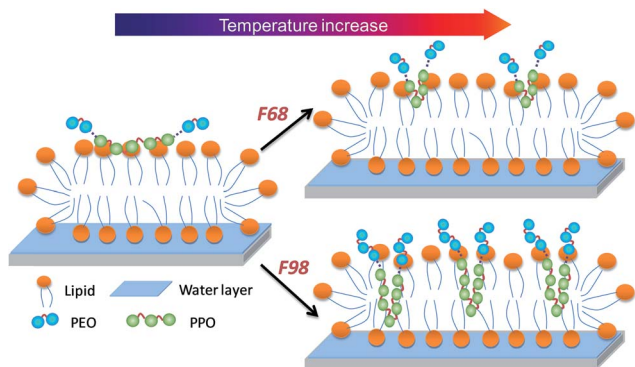 Temperature increase
F68
F98
Lipid
Water layer
PEO
PPO